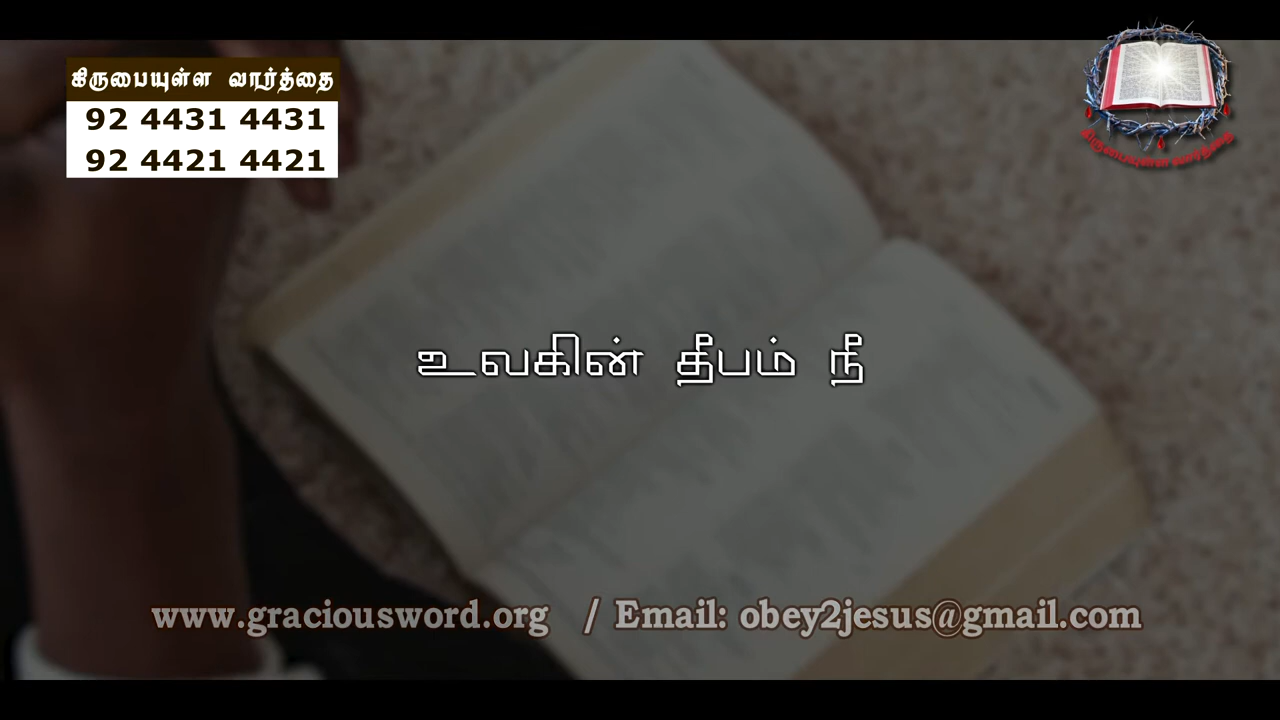 கிருபையுள்ள வார்த்தை
92 4431 4431
92 4421 4421
கிருபையுள்ள வார்த்தை
உலகின் தீபம் நீ
www.graciousword.org / Email: obey2jesus@gmail.com